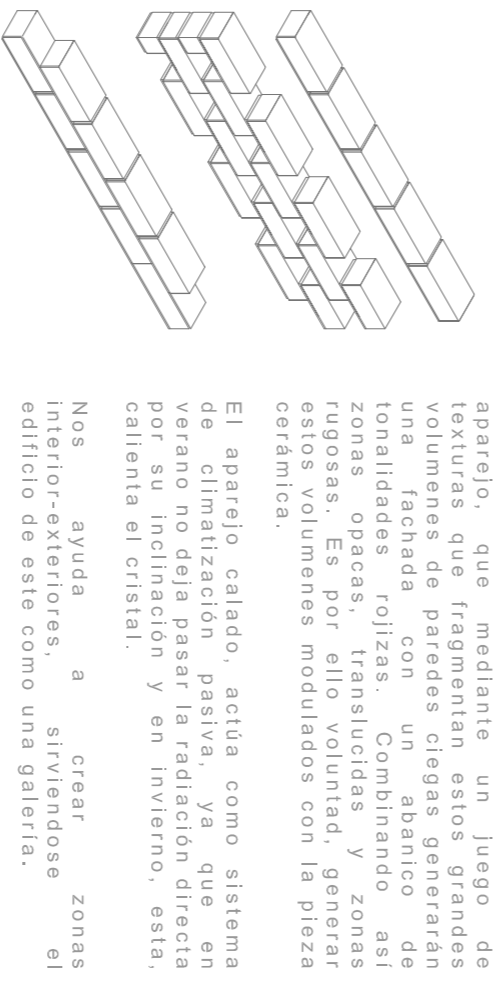 aparejo, que mediante un juego de
texturas que fragmentan estos grandes
volumenes de paredes ciegas generarán
una fachada con un abanico de
tonalidades rojizas. Combinando así
zonas opacas, translucidas y zonas
rugosas. Es por ello voluntad, generar
estos volumenes modulados con la pieza
cerámica.
El aparejo calado, actúa como sistema
de climatización pasiva, ya que en
verano no deja pasar la radiación directa
por su inclinación y en invierno, esta,
calienta el cristal.
Nos ayuda a crear zonas
interior-exteriores, sirviendose el
edificio de este como una galería.